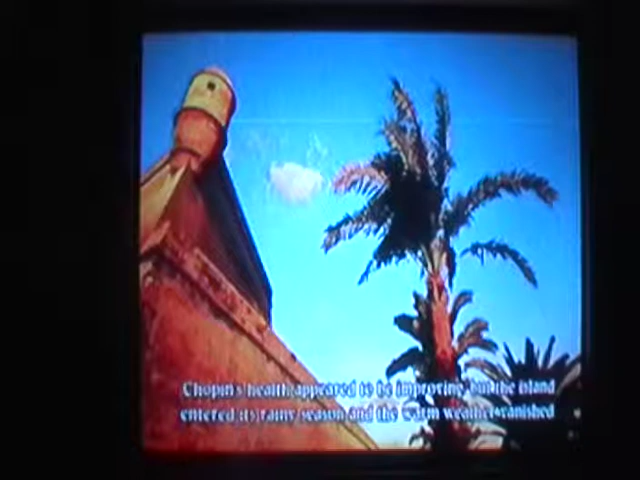 Chopin's health appeared to be improving, but the island
entered its rainy season and the warm weather vanished